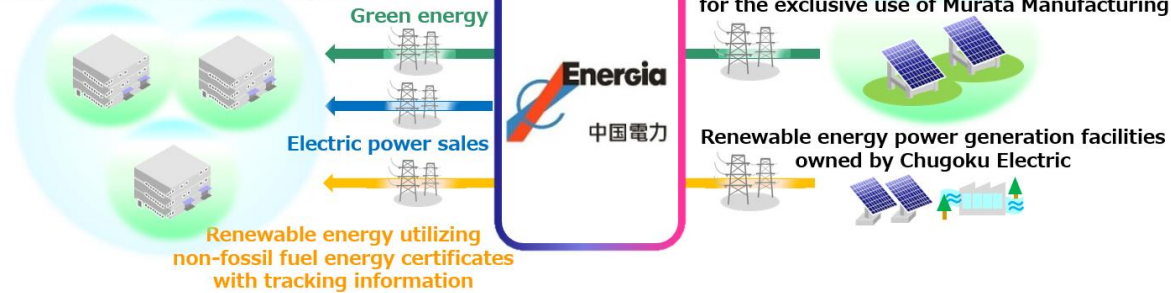 for the exclusive use of Murata Manufacturing
Green energy
Energia
中国電力
Electric power sales
Renewable energy power generation facilities
owned by Chugoku Electric
Renewable energy utilizing
non-fossil fuel energy certificates
with tracking information